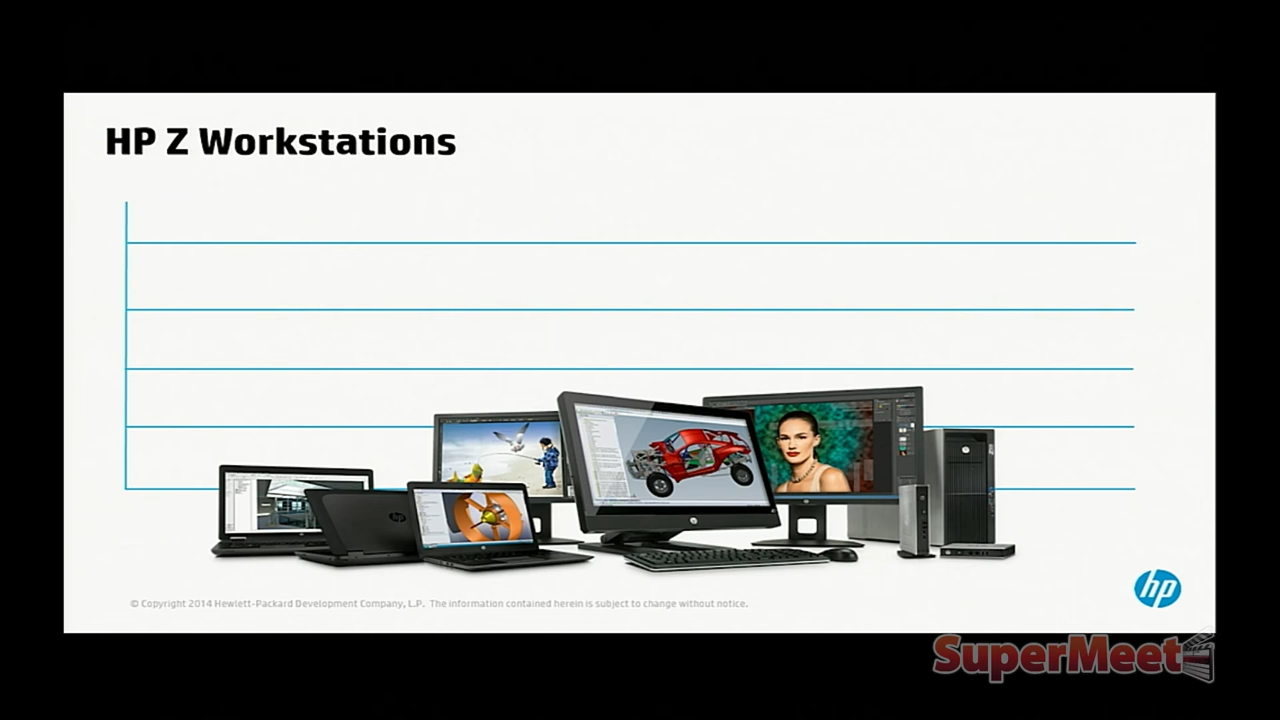 HP Z Workstations
© Copyright 2014 Hewlett-Packard Development Company, L.P. The information contained herein is subject to change without notice.
hp
SuperMeet